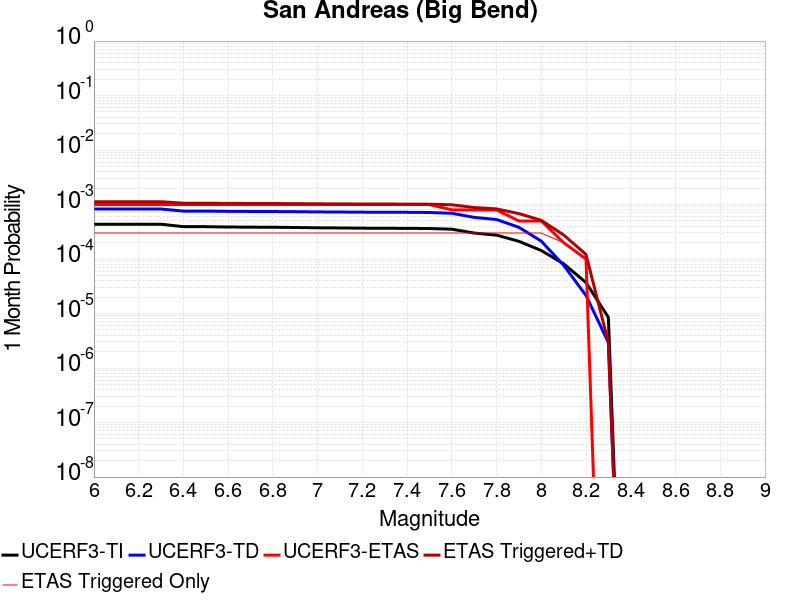 San Andreas (Big Bend)
10^0
10^-1
10^-2
10^-3
10^-4
10^-5
10^-6
10^-7
10^-8
1 Month Probability
6 6.2 6.4 6.6 6.8 7 7.2 7.4 7.6 7.8 8 8.2 8.4 8.6 8.8 9
Magnitude
UCERF3-TI UCERF3-TD UCERF3-ETAS ETAS Triggered+TD
ETAS Triggered Only